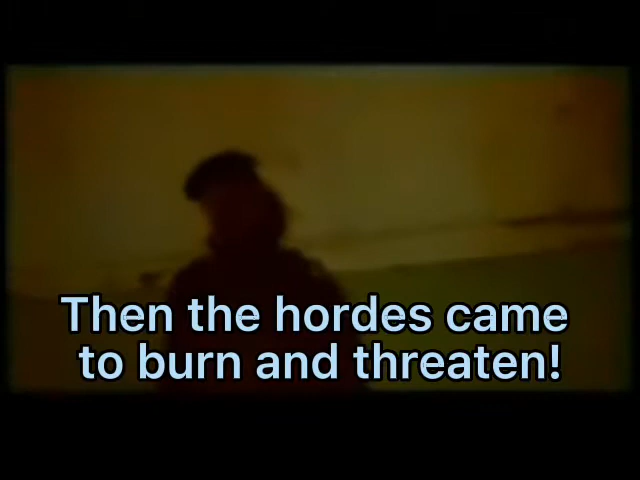 Then the hordes came
to burn and threaten!